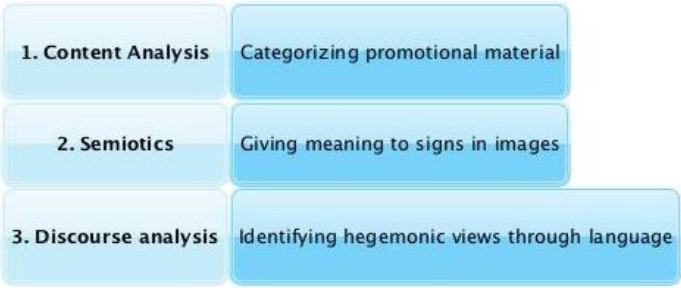 1. Content Analysis Categorizing promotional material
2. Semiotics Giving meaning to signs in images
3. Discourse analysis Identifying hegemonic views through language